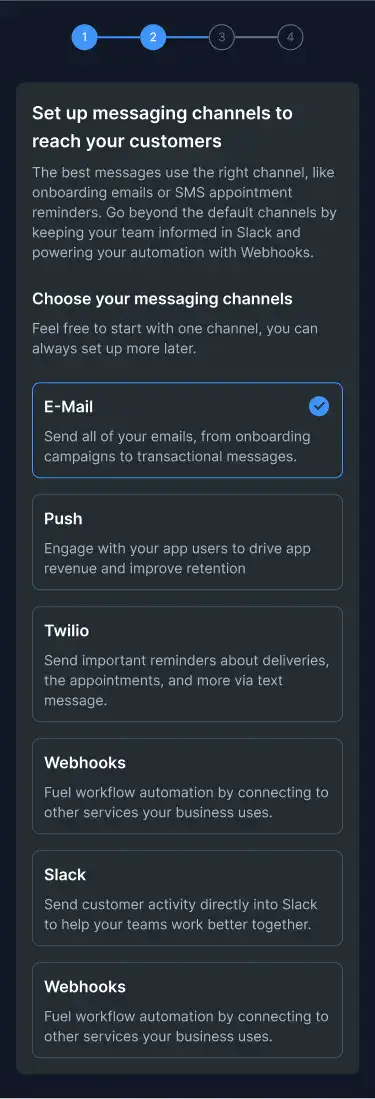 1 2 3 4
Set up messaging channels to
reach your customers
The best messages use the right channel, like
onboarding emails or SMS appointment
reminders. Go beyond the default channels by
keeping your team informed in Slack and
powering your automation with Webhooks.
Choose your messaging channels
Feel free to start with one channel, you can
always set up more later.
E-Mail
Send all of your emails, from onboarding
campaigns to transactional messages.
Push
Engage with your app users to drive app
revenue and improve retention
Twilio
Send important reminders about deliveries,
the appointments, and more via text
message.
Webhooks
Fuel workflow automation by connecting to
other services your business uses.
Slack
Send customer activity directly into Slack
to help your teams work better together.
Webhooks
Fuel workflow automation by connecting to
other services your business uses.